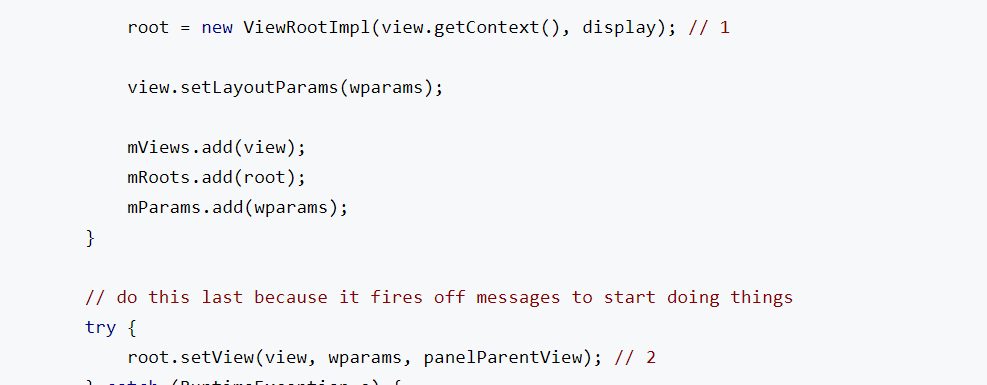 root = new ViewRootImpl(view.getContext(), display); // 1
view.setLayoutParams(wparams);
mViews.add(view);
mRoots.add(root);
mParams.add(wparams);
}
// do this last because it fires off messages to start doing things
try {
root.setView(view, wparams, panelParentView); // 2
} catch (RuntimeException e) {